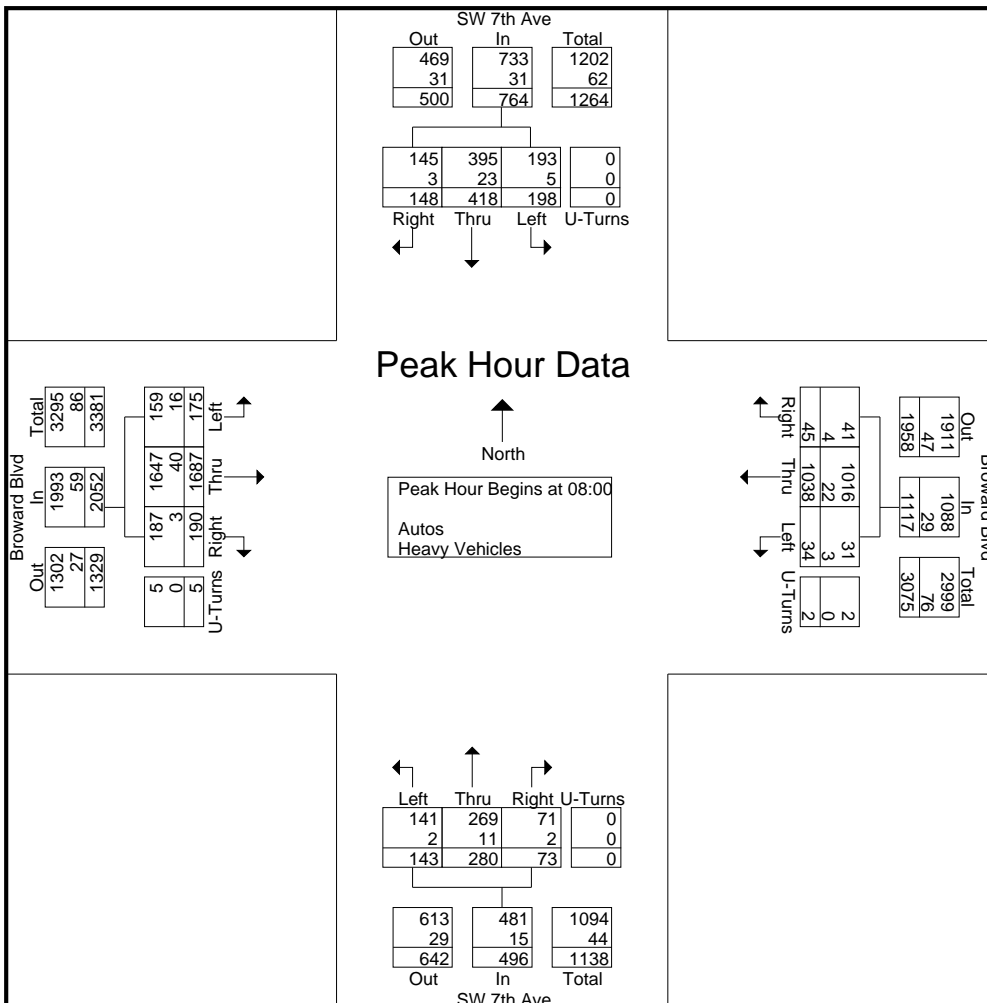 SW 7th Ave
Out In Total
469 733 1202
31 31 62
500 764 1264
145 395 193 0
3 23 5 0
148 418 198 0
Right Thru Left U-Turns
Peak Hour Data
North
Peak Hour Begins at 08:00
Autos
Heavy Vehicles
Broward Blvd
Out In Total
1302 1993 3295
27 59 86
1329 2052 3381
5 187 1647 159
0 3 40 16
5 190 1687 175
U-Turns Right Thru Left
Broward Blvd
Out In Total
1911 1088 2999
47 29 76
1958 1117 3075
41 1016 31 2
4 22 3 0
45 1038 34 2
Right Thru Left U-Turns
Left Thru Right U-Turns
141 269 71 0
2 11 2 0
143 280 73 0
613 481 1094
29 15 44
642 496 1138
Out In Total
SW 7th Ave